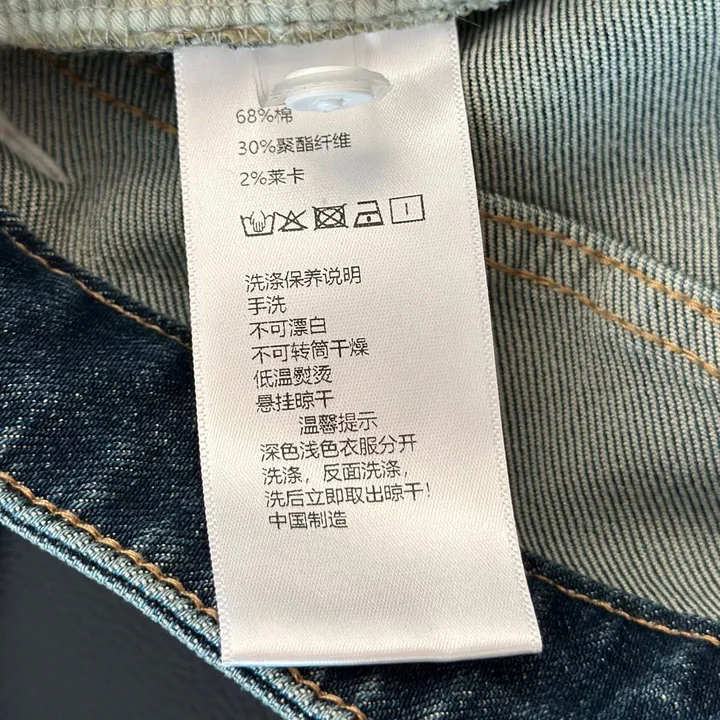 68%棉
30%聚酯纤维
2%莱卡
洗涤保养说明
手洗
不可漂白
不可转筒干燥
低温熨烫
悬挂晾干
温馨提示
深色浅色衣服分开
洗涤，反面洗涤，
洗后立即取出晾干！
中国制造